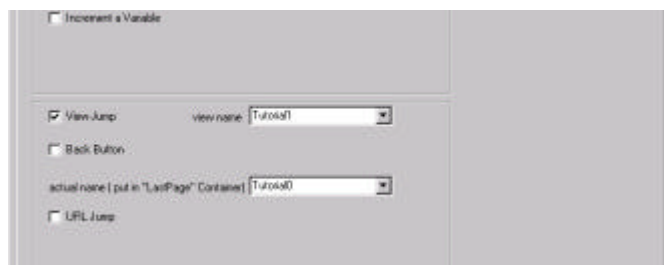 Increment a Variable
View Jump view name Tutorial1
Back Button
actual name ( put in "LastPage" Container) Tutorial0
URL Jump